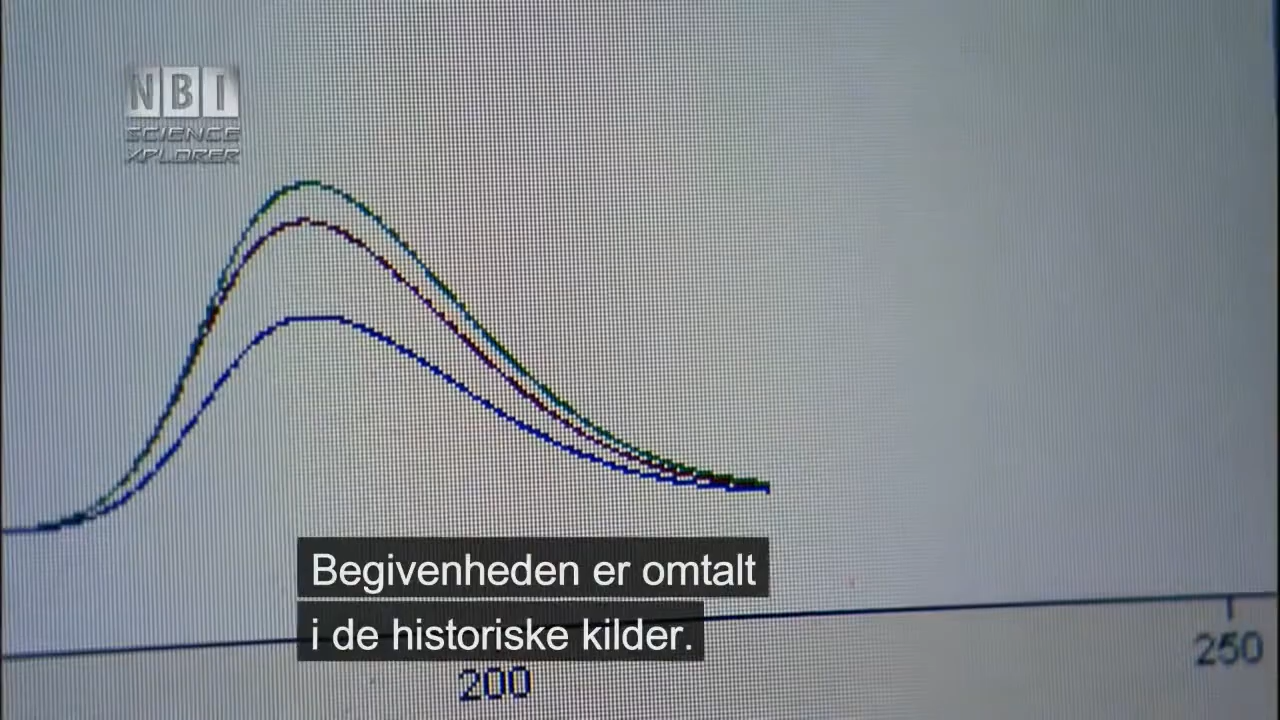 NBI
SCIENCE
XPLORER
Begivenheden er omtalt
i de historiske kilder.
200
250